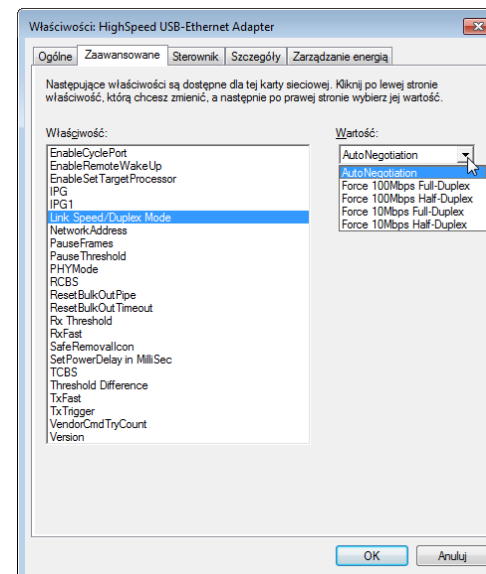 Właściwości: HighSpeed USB-Ethernet Adapter
Ogólne Zaawansowane Sterownik Szczegóły Zarządzanie energią
Następujące właściwości są dostępne dla tej karty sieciowej. Kliknij po lewej stronie
właściwość, którą chcesz zmienić, a następnie po prawej stronie wybierz jej wartość.
Właściwość:
EnableCyclePort
EnableRemoteWakeUp
EnableSetTargetProcessor
IPG
IPG1
Link Speed/Duplex Mode
NetworkAddress
PauseFrames
PauseThreshold
PHYMode
RCBS
ResetBulkOutPipe
ResetBulkOutTimeout
Rx Threshold
RxFast
SafeRemovalIcon
SetPowerDelay in MilliSec
TCBS
Threshold Difference
TxFast
TxTrigger
VendorCmdTryCount
Version
Wartość:
AutoNegotiation
AutoNegotiation
Force 100Mbps Full-Duplex
Force 100Mbps Half-Duplex
Force 10Mbps Full-Duplex
Force 10Mbps Half-Duplex
OK Anuluj